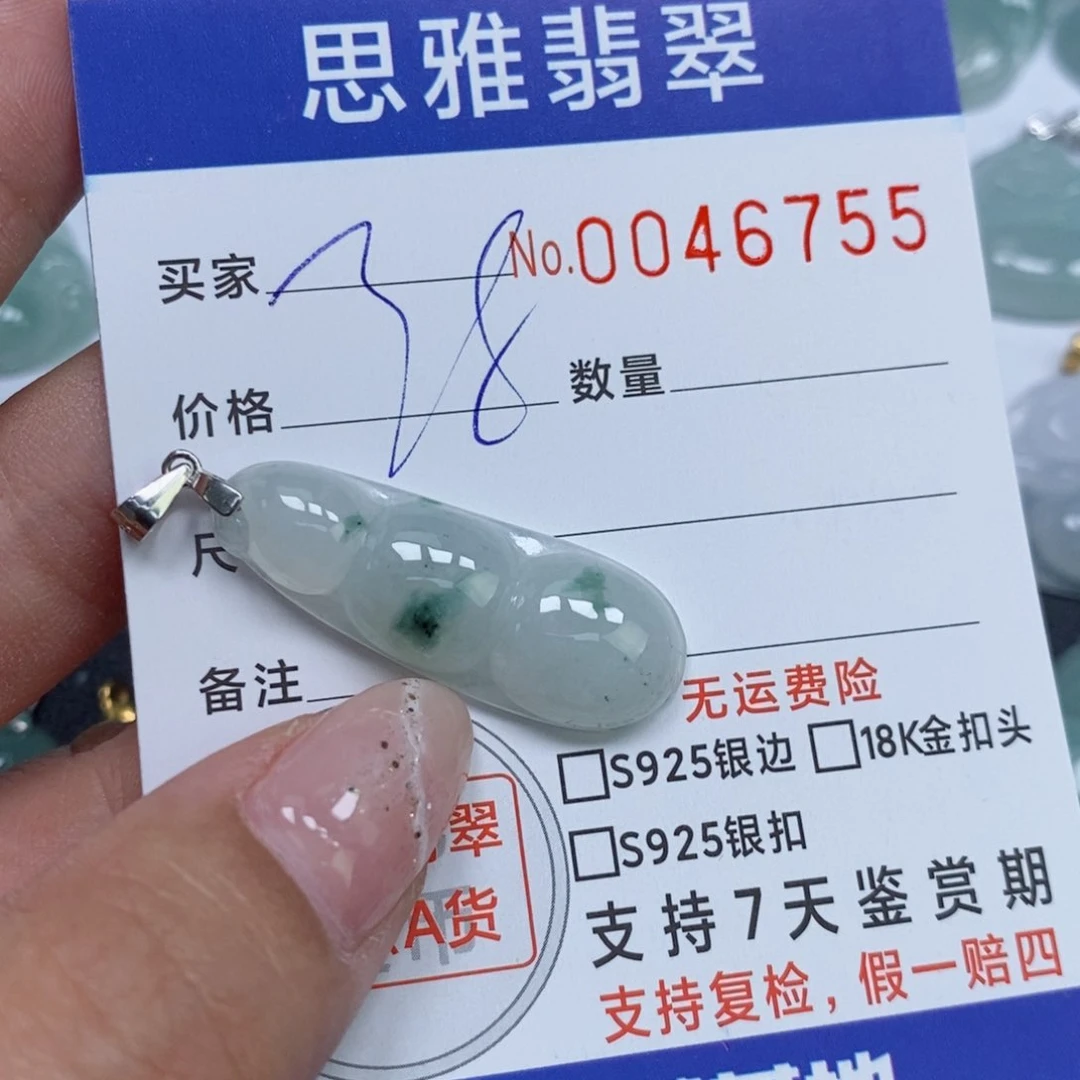 思雅翡翠
No.0046755
买家
38
价格
数量
尺
备注
无运费险
□S925银边 □18K金扣头
□S925银扣
翠
A货
支持7天鉴赏期
支持复检，假一赔四